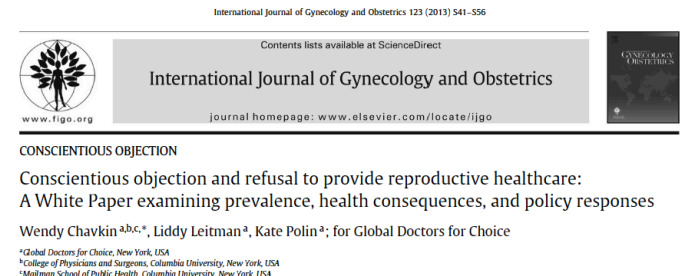 International Journal of Gynecology and Obstetrics 123 (2013) S41–S56
Contents lists available at ScienceDirect
International Journal of Gynecology and Obstetrics
journal homepage: www.elsevier.com/locate/ijgo
www.figo.org
GYNECOLOGY
OBSTETRICS
CONSCIENTIOUS OBJECTION
Conscientious objection and refusal to provide reproductive healthcare:
A White Paper examining prevalence, health consequences, and policy responses
Wendy Chavkin a,b,c,*, Liddy Leitman a, Kate Polin a; for Global Doctors for Choice
a Global Doctors for Choice, New York, USA
b College of Physicians and Surgeons, Columbia University, New York, USA
c Mailman School of Public Health, Columbia University, New York, USA